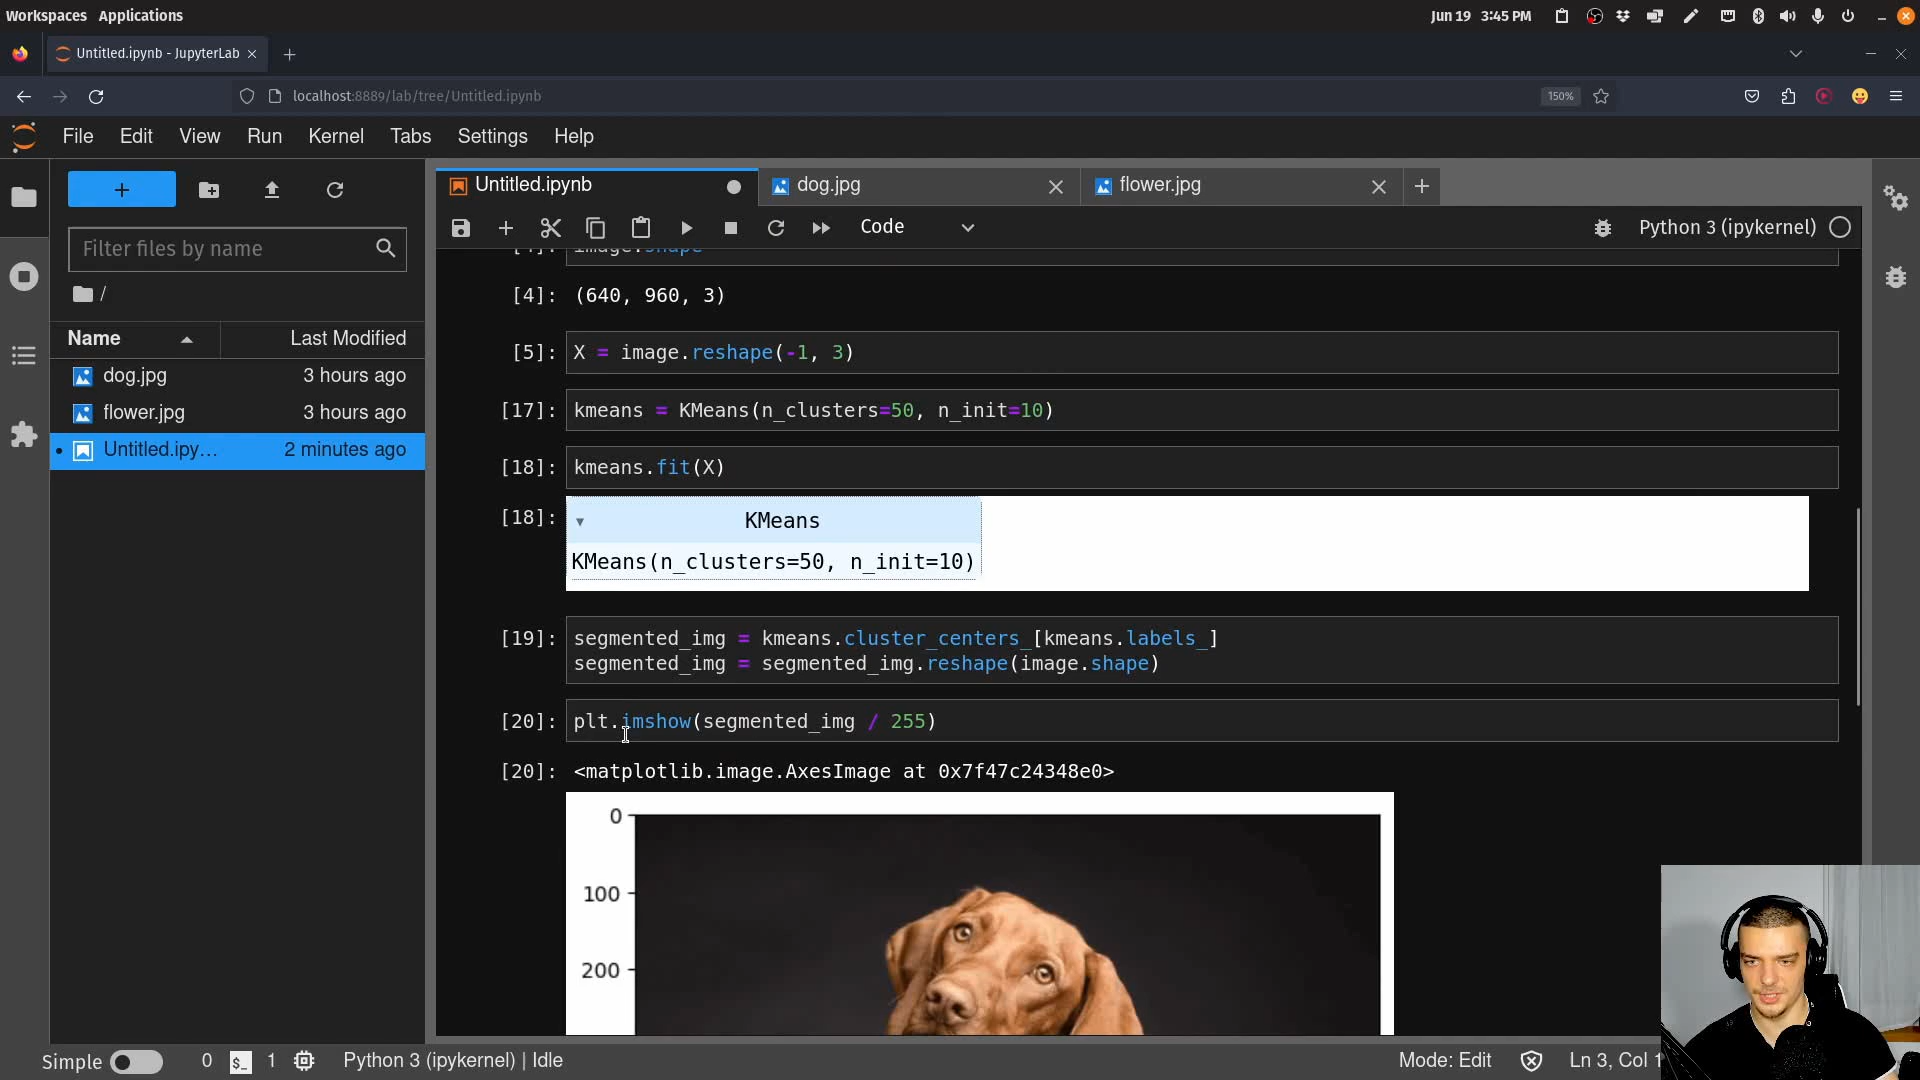 Workspaces Applications
Jun 19 3:45 PM
Untitled.ipynb - JupyterLab
localhost:8889/lab/tree/Untitled.ipynb
150%
File Edit View Run Kernel Tabs Settings Help
Filter files by name
/
Name Last Modified
dog.jpg 3 hours ago
flower.jpg 3 hours ago
Untitled.ipy… 2 minutes ago
Untitled.ipynb
dog.jpg
flower.jpg
Code
Python 3 (ipykernel)
[4]: image.shape
[4]: (640, 960, 3)
[5]: X = image.reshape(-1, 3)
[17]: kmeans = KMeans(n_clusters=50, n_init=10)
[18]: kmeans.fit(X)
[18]: ▾ KMeans
KMeans(n_clusters=50, n_init=10)
[19]: segmented_img = kmeans.cluster_centers_[kmeans.labels_]
segmented_img = segmented_img.reshape(image.shape)
[20]: plt.imshow(segmented_img / 255)
[20]: <matplotlib.image.AxesImage at 0x7f47c24348e0>
0
100
200
Simple 0 $_ 1 Python 3 (ipykernel) | Idle
Mode: Edit Ln 3, Col 1